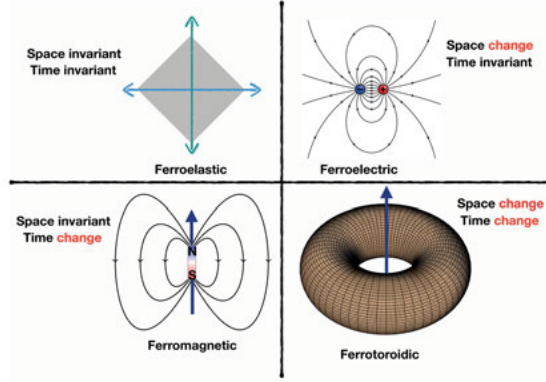 Space invariant
Time invariant
Ferroelastic
Space change
Time invariant
−
+
Ferroelectric
Space invariant
Time change
N
S
Ferromagnetic
Space change
Time change
Ferrotoroidic